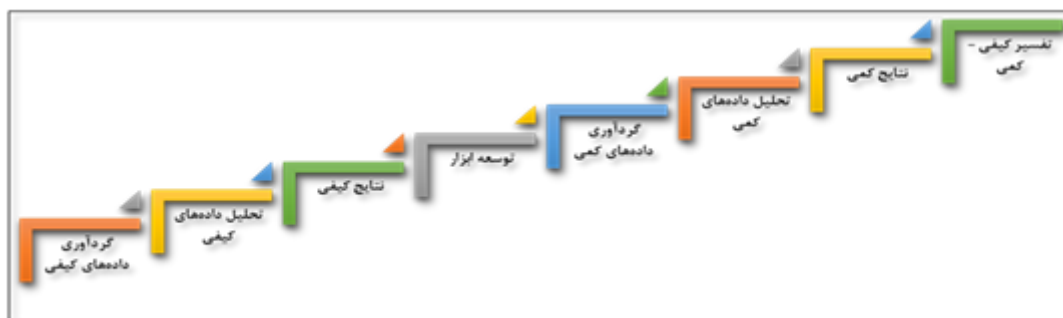 گردآوری
داده‌های کیفی
تحلیل داده‌های
کیفی
نتایج کیفی
توسعه ابزار
گردآوری
داده‌های کمی
تحلیل داده‌های
کمی
نتایج کمی
تفسیر کیفی –
کمی